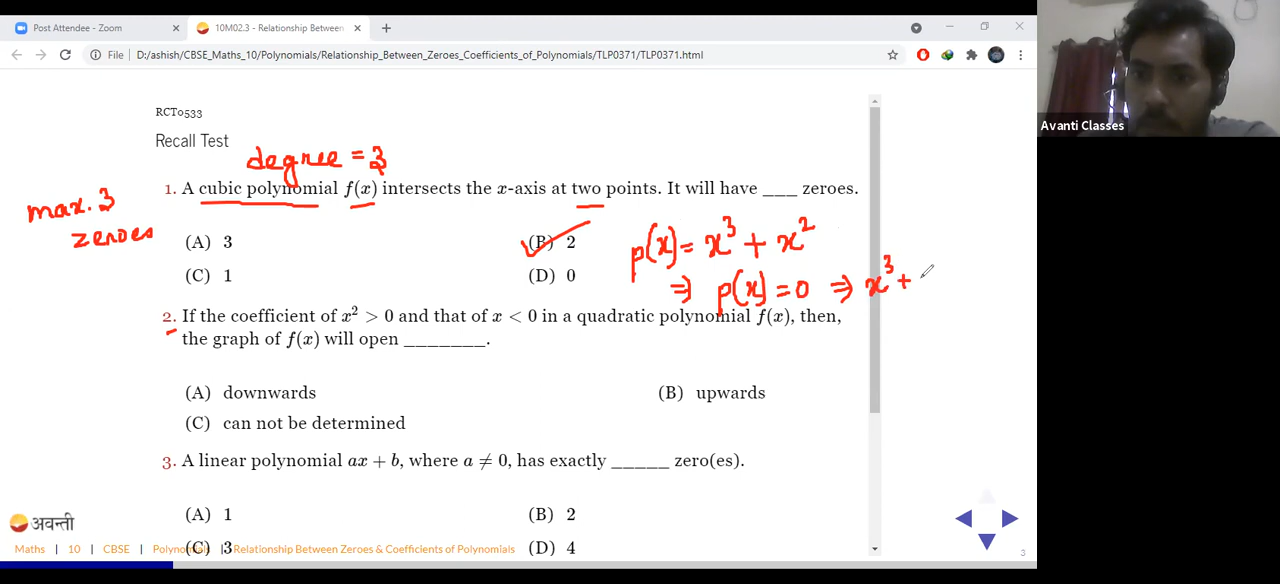 Post Attendee - Zoom
10M02.3 - Relationship Between
File
D:/ashish/CBSE_Maths_10/Polynomials/Relationship_Between_Zeroes_Coefficients_of_Polynomials/TLP0371/TLP0371.html
Avanti Classes
RCT0533
Recall Test
degree = 3
1. A cubic polynomial f(x) intersects the x-axis at two points. It will have ___ zeroes.
max. 3
zeroes
(A) 3
(B) 2
p(x) = x³ + x²
(C) 1
(D) 0
⇒ p(x) = 0 ⇒ x³ +
2. If the coefficient of x² > 0 and that of x < 0 in a quadratic polynomial f(x), then,
the graph of f(x) will open _______.
(A) downwards
(B) upwards
(C) can not be determined
3. A linear polynomial ax + b, where a ≠ 0, has exactly _____ zero(es).
(A) 1
(B) 2
(C) 3
(D) 4
अवन्ती
Maths | 10 | CBSE | Polynomials | Relationship Between Zeroes & Coefficients of Polynomials
3